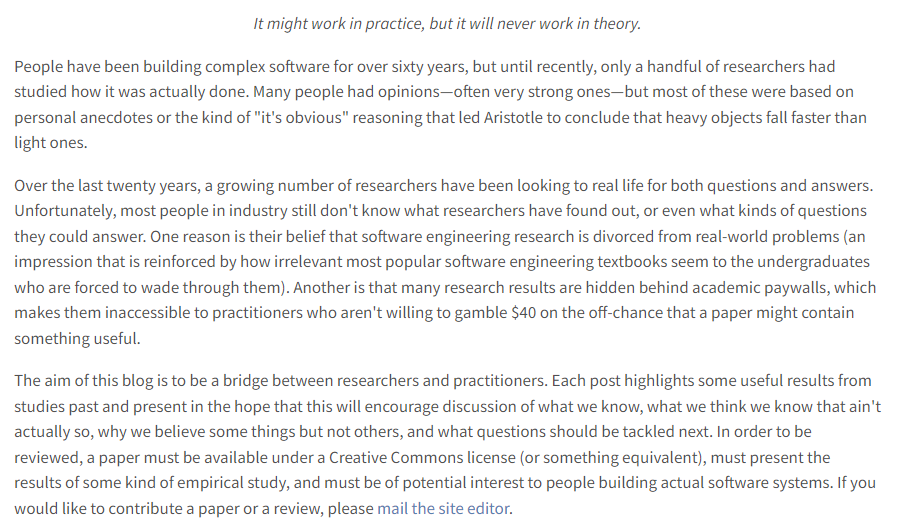 It might work in practice, but it will never work in theory.
People have been building complex software for over sixty years, but until recently, only a handful of researchers had
studied how it was actually done. Many people had opinions—often very strong ones—but most of these were based on
personal anecdotes or the kind of "it's obvious" reasoning that led Aristotle to conclude that heavy objects fall faster than
light ones.
Over the last twenty years, a growing number of researchers have been looking to real life for both questions and answers.
Unfortunately, most people in industry still don't know what researchers have found out, or even what kinds of questions
they could answer. One reason is their belief that software engineering research is divorced from real-world problems (an
impression that is reinforced by how irrelevant most popular software engineering textbooks seem to the undergraduates
who are forced to wade through them). Another is that many research results are hidden behind academic paywalls, which
makes them inaccessible to practitioners who aren't willing to gamble $40 on the off-chance that a paper might contain
something useful.
The aim of this blog is to be a bridge between researchers and practitioners. Each post highlights some useful results from
studies past and present in the hope that this will encourage discussion of what we know, what we think we know that ain't
actually so, why we believe some things but not others, and what questions should be tackled next. In order to be
reviewed, a paper must be available under a Creative Commons license (or something equivalent), must present the
results of some kind of empirical study, and must be of potential interest to people building actual software systems. If you
would like to contribute a paper or a review, please mail the site editor.